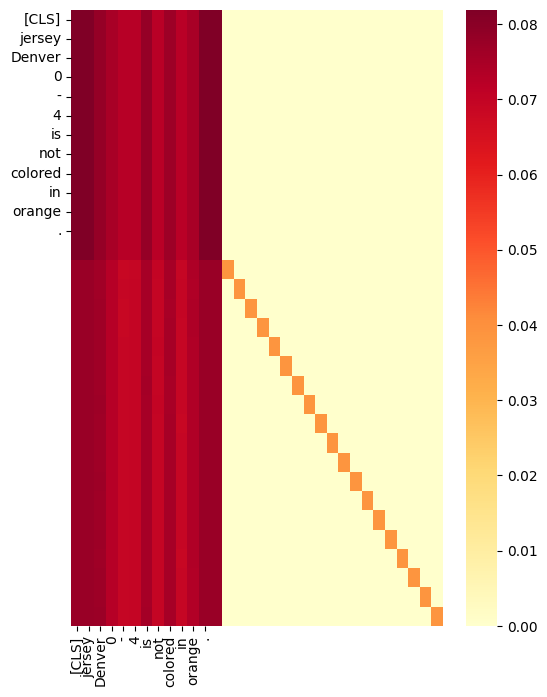 [CLS]
jersey
Denver
0
-
4
is
not
colored
in
orange
.
[CLS]
jersey
Denver
0
-
4
is
not
colored
in
orange
.
0.08
0.07
0.06
0.05
0.04
0.03
0.02
0.01
0.00